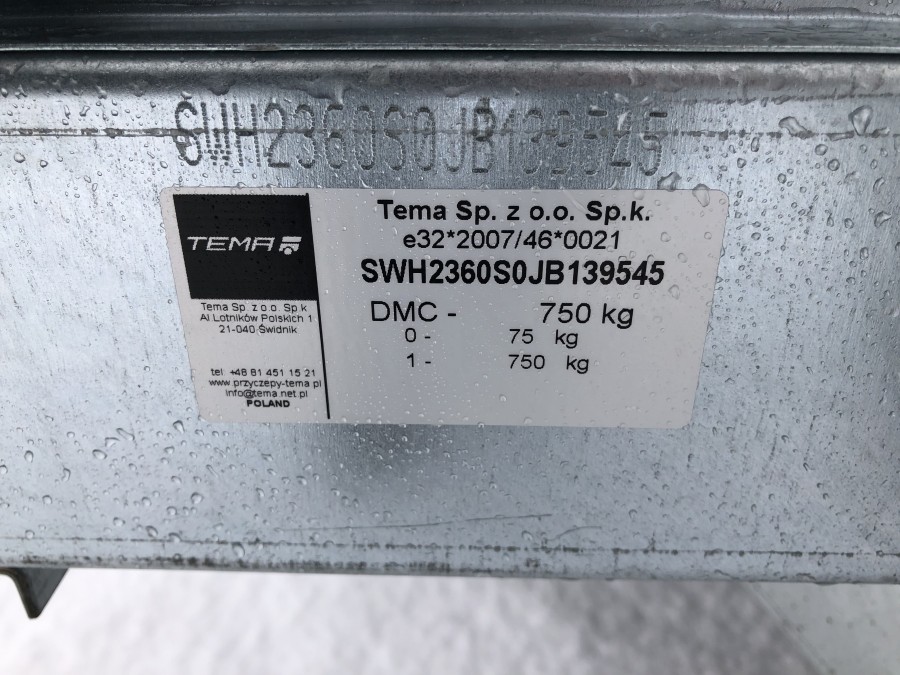 SWH2360S0JB139545
TEMA
Tema Sp. z o.o. Sp.k
Al.Lotników Polskich 1
21-040 Świdnik
tel. +48 81 451 15 21
www.przyczepy-tema.pl
info@tema.net.pl
POLAND
Tema Sp. z o.o. Sp.k.
e32*2007/46*0021
SWH2360S0JB139545
DMC - 750 kg
0 - 75 kg
1 - 750 kg